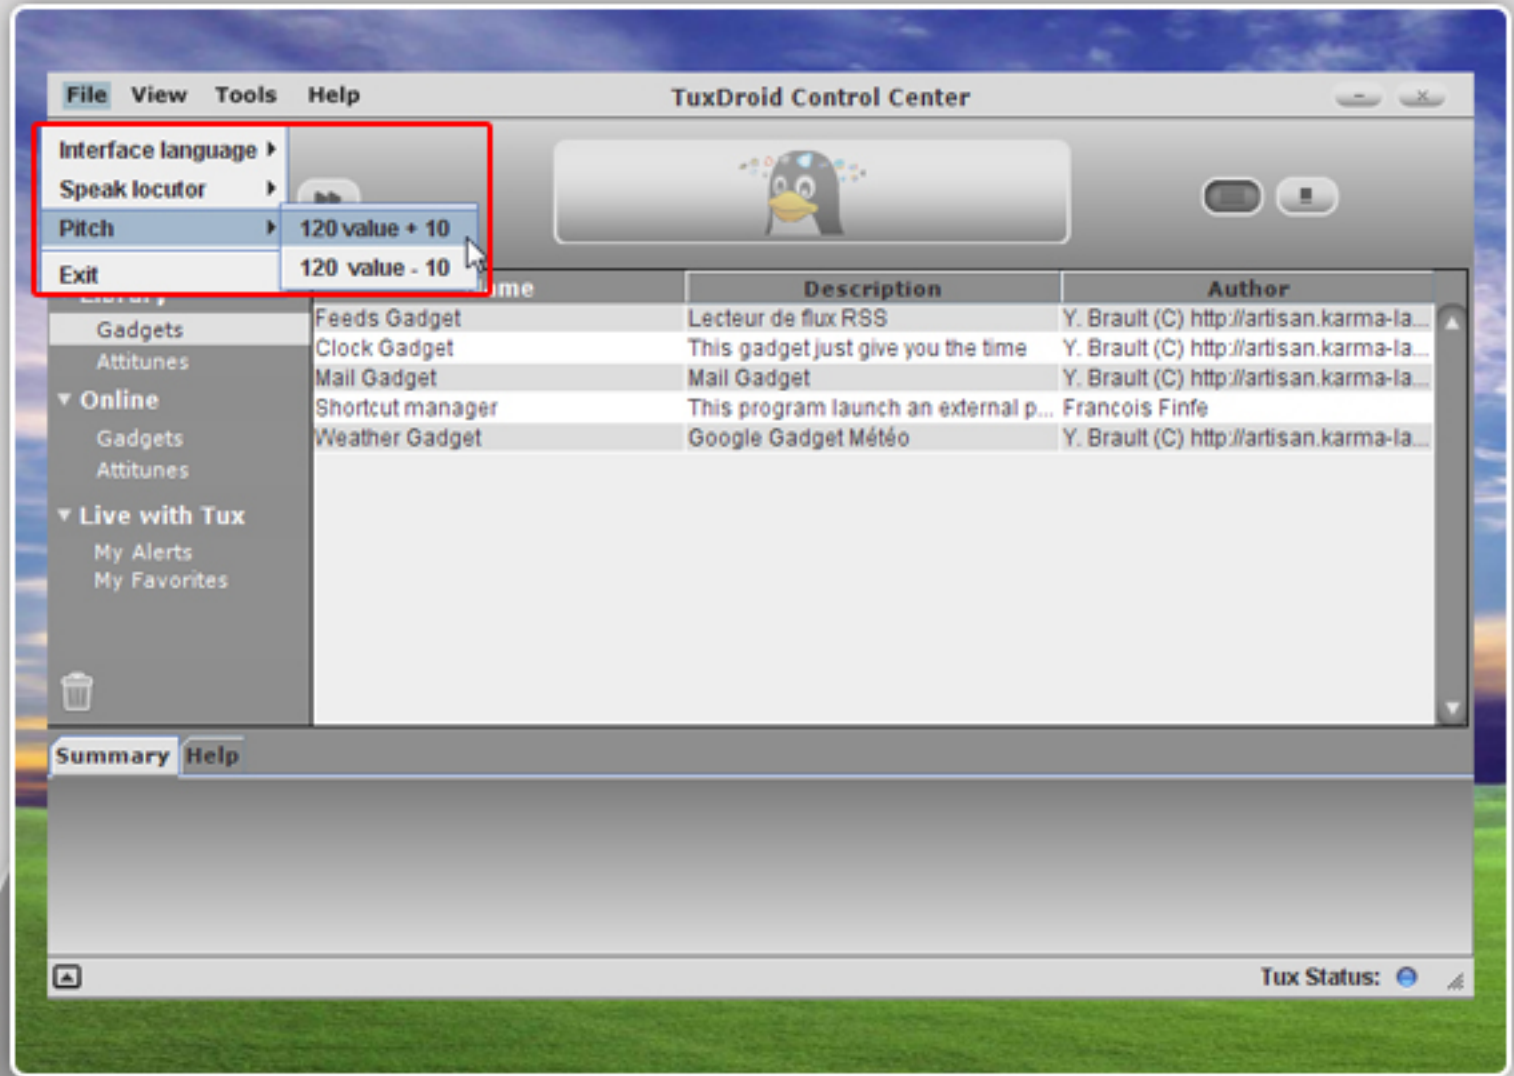 File View Tools Help
TuxDroid Control Center
Interface language
Speak locutor
Pitch
120 value + 10
120 value - 10
Exit
Description Author
Gadgets
Attitunes
Online
Gadgets
Attitunes
Live with Tux
My Alerts
My Favorites
Feeds Gadget Lecteur de flux RSS Y. Brault (C) http://artisan.karma-la...
Clock Gadget This gadget just give you the time Y. Brault (C) http://artisan.karma-la...
Mail Gadget Mail Gadget Y. Brault (C) http://artisan.karma-la...
Shortcut manager This program launch an external p... Francois Finfe
Weather Gadget Google Gadget Météo Y. Brault (C) http://artisan.karma-la...
Summary Help
Tux Status: